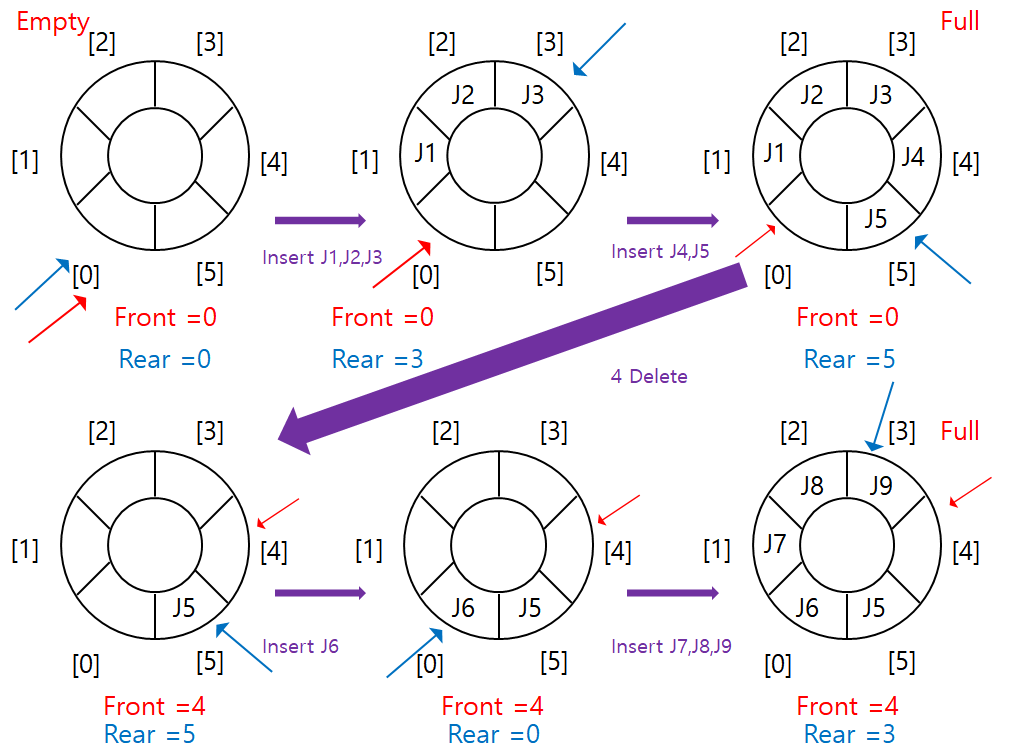 Empty
[2] [3]
[1] [4]
[0] [5]
Front =0
Rear =0
Insert J1,J2,J3
[2] [3]
J2 J3
[1] J1 [4]
[0] [5]
Front =0
Rear =3
Insert J4,J5
Full
[2] [3]
J2 J3
[1] J1 J4 [4]
J5
[0] [5]
Front =0
Rear =5
4 Delete
[2] [3]
[1] [4]
J5
[0] [5]
Front =4
Rear =5
Insert J6
[2] [3]
[1] [4]
J6 J5
[0] [5]
Front =4
Rear =0
Insert J7,J8,J9
Full
[2] [3]
J8 J9
[1] J7 [4]
J6 J5
[0] [5]
Front =4
Rear =3